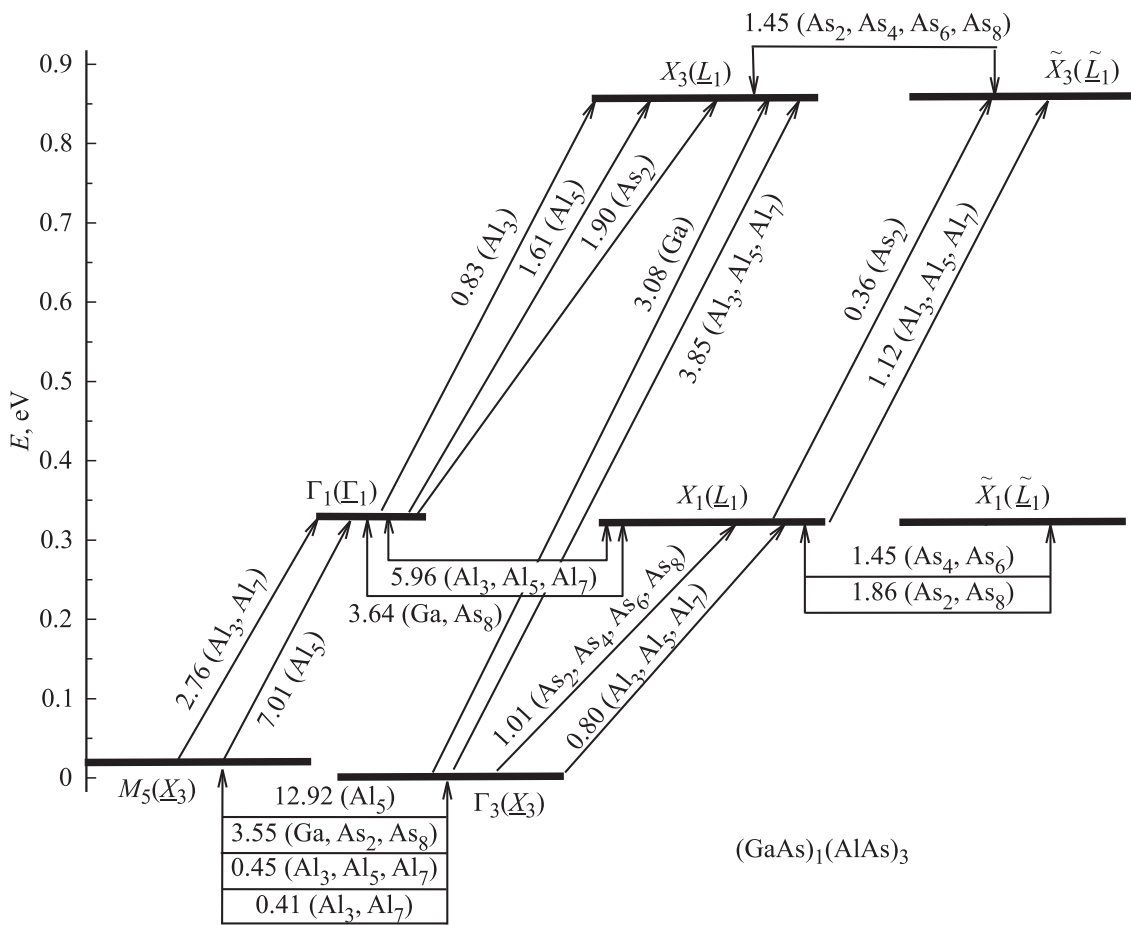 1.45 (As₂, As₄, As₆, As₈)
0.9
X₃(L̲₁)
X̃₃(L̲̃₁)
0.8
0.7
0.83 (Al₃)
1.61 (Al₅)
1.90 (As₂)
3.08 (Ga)
3.85 (Al₃, Al₅, Al₇)
0.36 (As₂)
1.12 (Al₃, Al₅, Al₇)
0.6
0.5
E, eV
0.4
Γ₁(Γ̲₁)
X₁(L̲₁)
X̃₁(L̲̃₁)
0.3
5.96 (Al₃, Al₅, Al₇)
3.64 (Ga, As₈)
1.45 (As₄, As₆)
1.86 (As₂, As₈)
0.2
2.76 (Al₃, Al₇)
7.01 (Al₅)
1.01 (As₂, As₄, As₆, As₈)
0.80 (Al₃, Al₅, Al₇)
0.1
0
M₅(X̲₃)
Γ₃(X̲₃)
12.92 (Al₅)
3.55 (Ga, As₂, As₈)
0.45 (Al₃, Al₅, Al₇)
0.41 (Al₃, Al₇)
(GaAs)₁(AlAs)₃